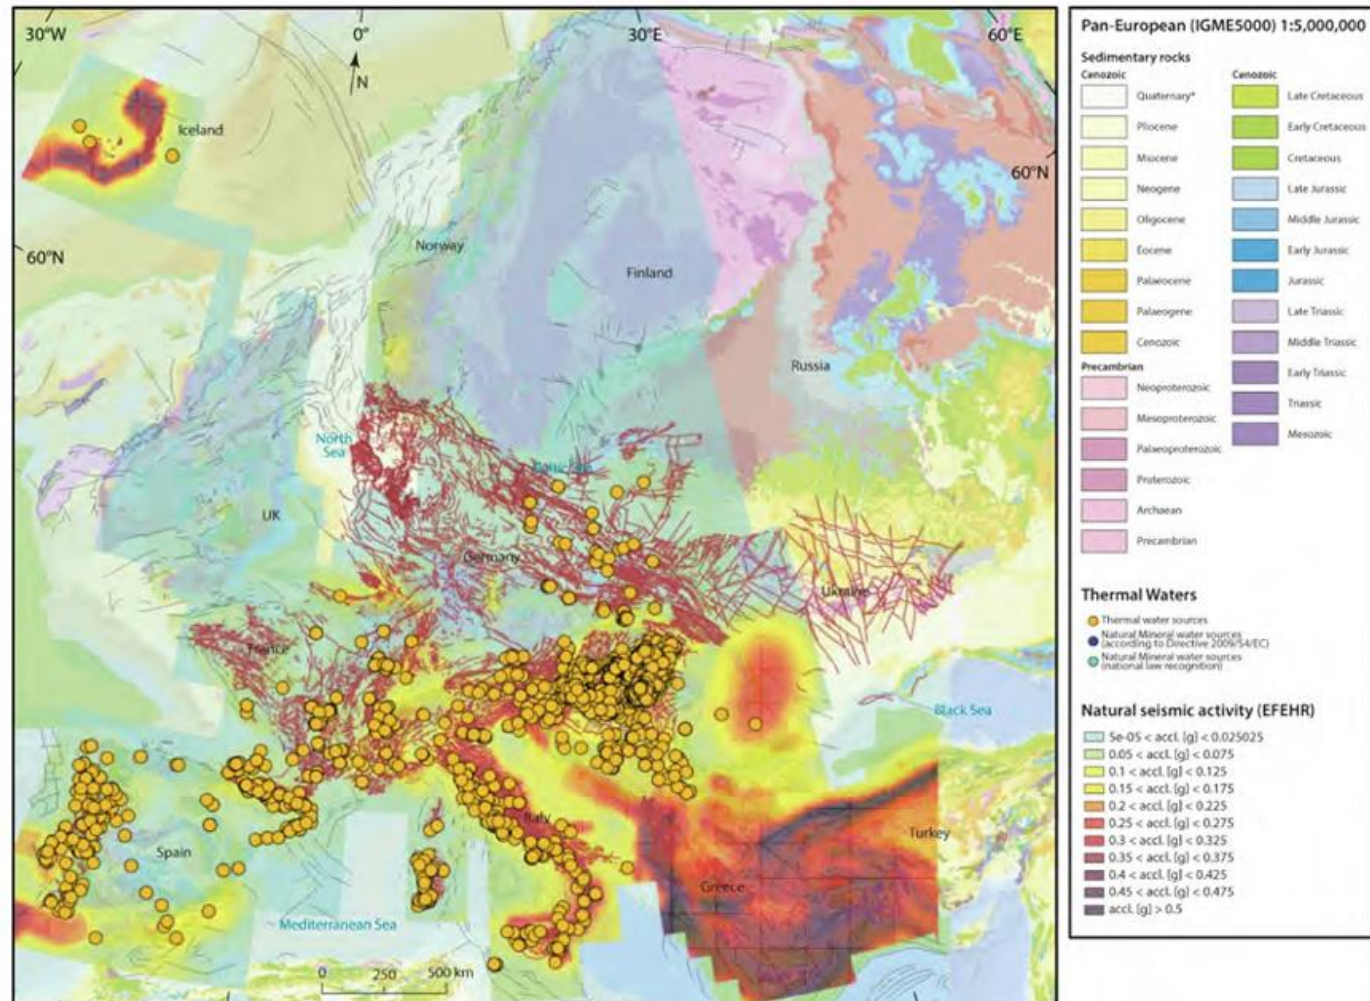 30°W
0°
30°E
60°E
N
Iceland
60°N
60°N
Norway
Finland
Russia
North
Sea
Baltic Sea
UK
Germany
Ukraine
France
Black Sea
Italy
Turkey
Spain
Greece
Mediterranean Sea
0 250 500 km
Pan-European (IGME5000) 1:5,000,000
Sedimentary rocks
Cenozoic
Quaternary*
Pliocene
Miocene
Neogene
Oligocene
Eocene
Palaeocene
Palaeogene
Cenozoic
Precambrian
Neoproterozoic
Mesoproterozoic
Palaeoproterozoic
Proterozoic
Archaean
Precambrian
Cenozoic
Late Cretaceous
Early Cretaceous
Cretaceous
Late Jurassic
Middle Jurassic
Early Jurassic
Jurassic
Late Triassic
Middle Triassic
Early Triassic
Triassic
Mesozoic
Thermal Waters
Thermal water sources
Natural Mineral water sources
(according to Directive 2009/54/EC)
Natural Mineral water sources
(national law recognition)
Natural seismic activity (EFEHR)
5e-05 < accl. [g] < 0.025025
0.05 < accl. [g] < 0.075
0.1 < accl. [g] < 0.125
0.15 < accl. [g] < 0.175
0.2 < accl. [g] < 0.225
0.25 < accl. [g] < 0.275
0.3 < accl. [g] < 0.325
0.35 < accl. [g] < 0.375
0.4 < accl. [g] < 0.425
0.45 < accl. [g] < 0.475
accl. [g] > 0.5